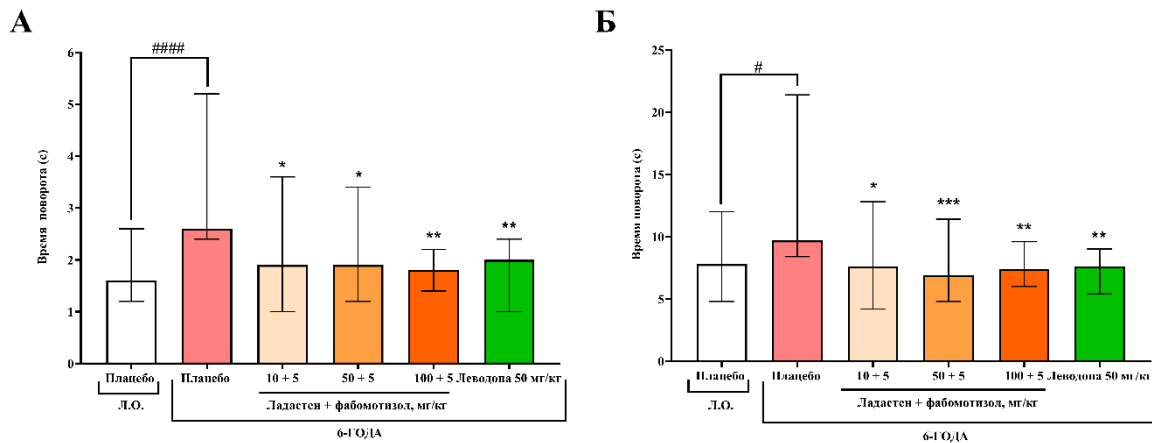 А
####
6
5
4
3
2
1
0
Время поворота (с)
*
*
**
**
Плацебо
Плацебо
10 + 5
50 + 5
100 + 5
Леводопа 50 мг/кг
Л.О.
Ладастен + фабомотизол, мг/кг
6-ГОДА
Б
#
25
20
15
10
5
0
Время поворота (с)
*
***
**
**
Плацебо
Плацебо
10 + 5
50 + 5
100 + 5
Леводопа 50 мг/кг
Л.О.
Ладастен + фабомотизол, мг/кг
6-ГОДА